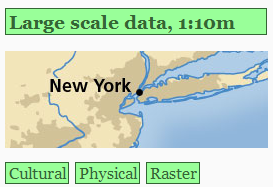 Large scale data, 1:10m
New York
Cultural Physical Raster